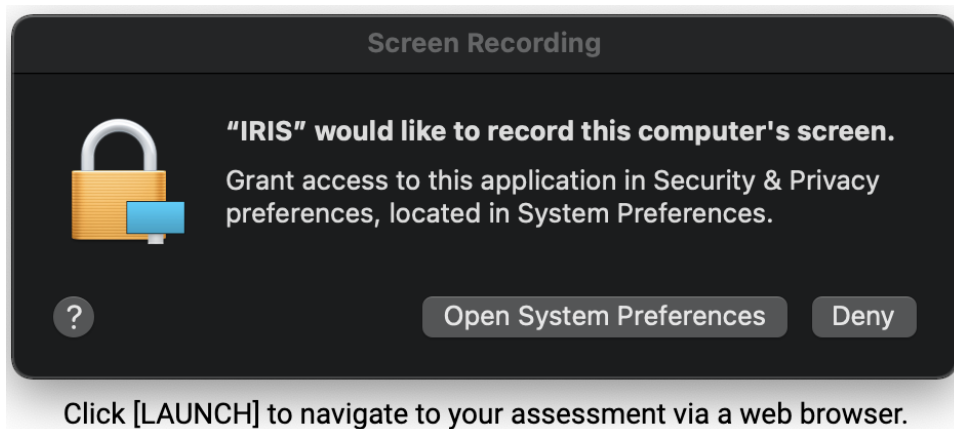 Screen Recording
“IRIS” would like to record this computer's screen.
Grant access to this application in Security & Privacy
preferences, located in System Preferences.
?
Open System Preferences
Deny
Click [LAUNCH] to navigate to your assessment via a web browser.